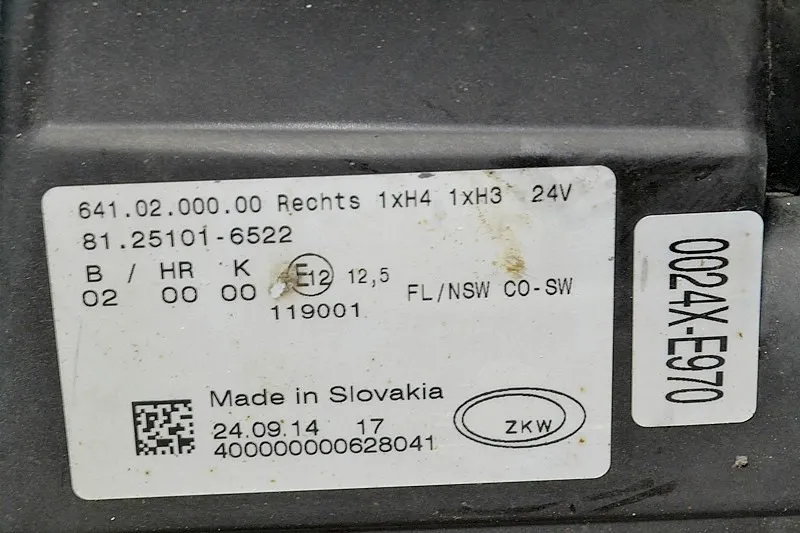 641.02.000.00 Rechts 1xH4 1xH3 24V
81.25101-6522
B / HR K E12 12,5
02 00 00 FL/NSW CO-SW
119001
Made in Slovakia
24.09.14 17
400000000628041
ZKW
0024X-E970